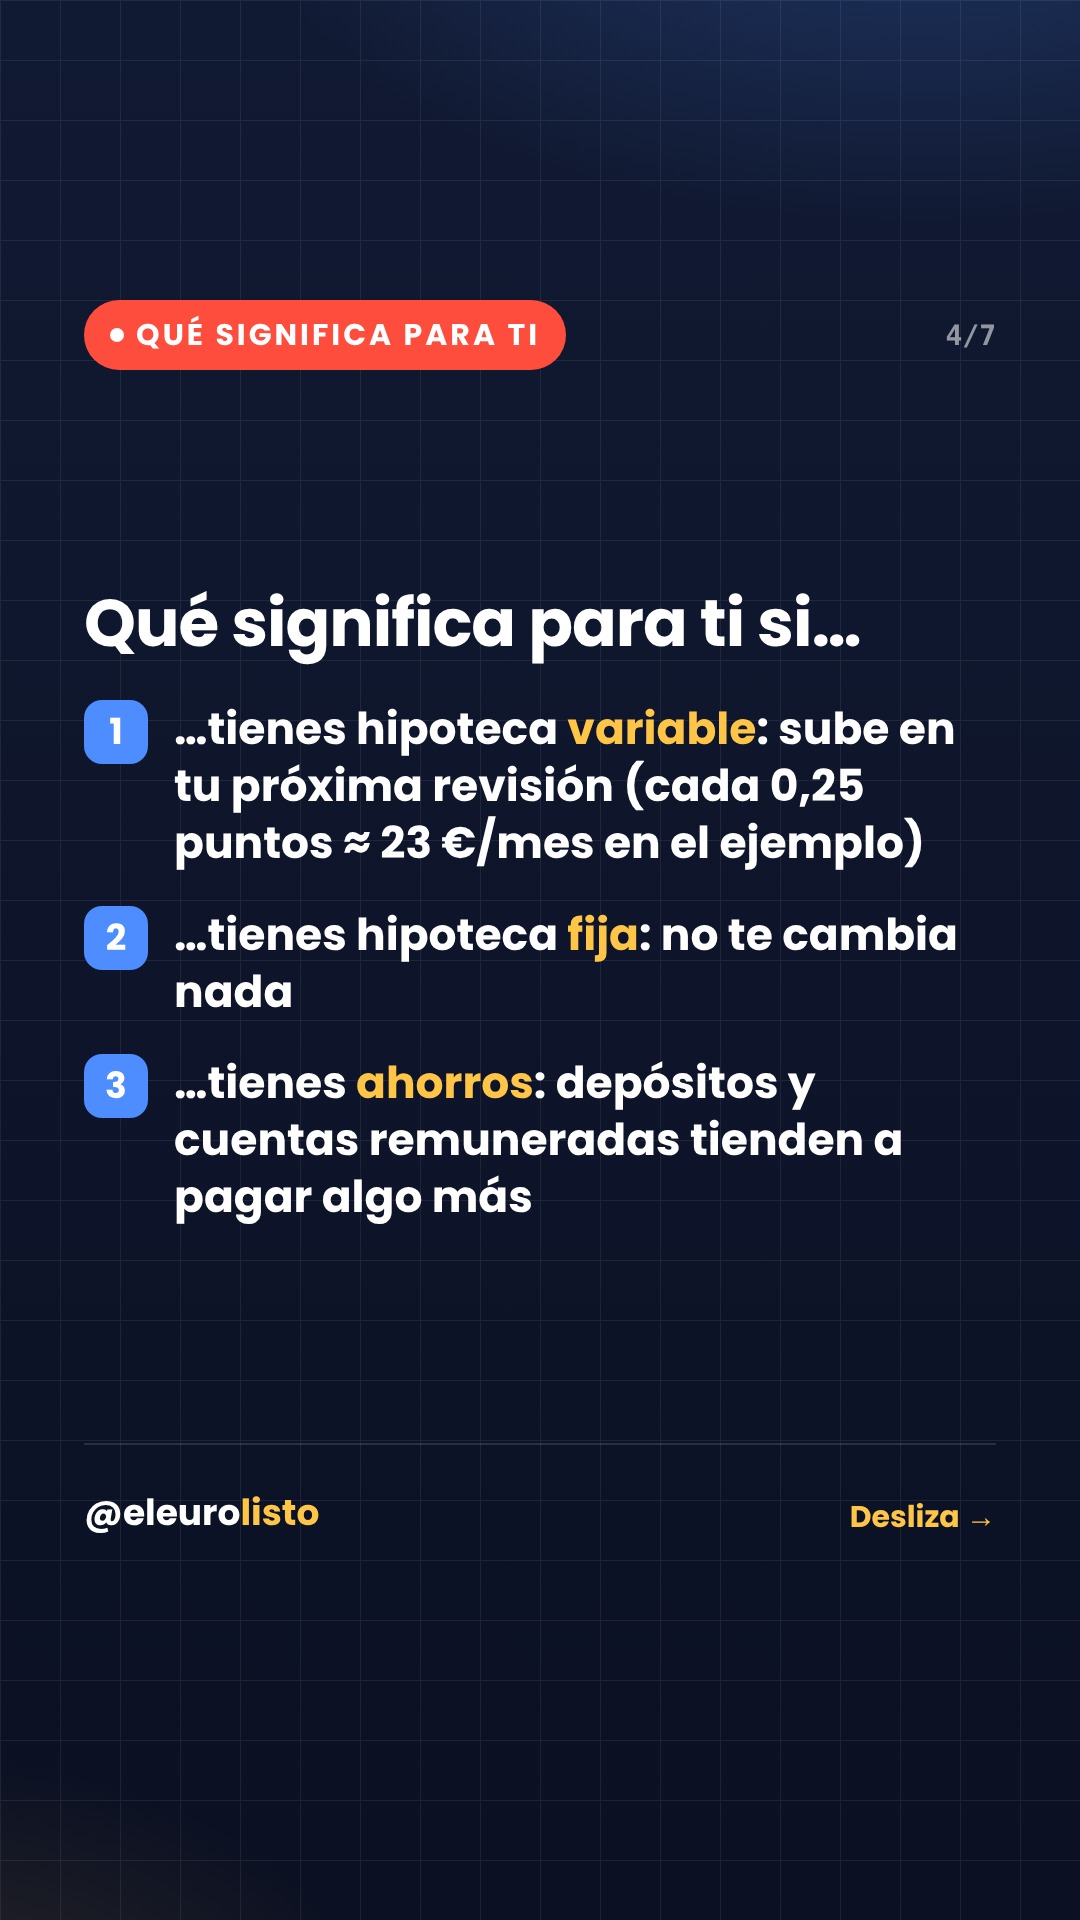 QUÉ SIGNIFICA PARA TI
4/7
Qué significa para ti si...
1 ...tienes hipoteca variable: sube en
tu próxima revisión (cada 0,25
puntos ≈ 23 €/mes en el ejemplo)
2 ...tienes hipoteca fija: no te cambia
nada
3 ...tienes ahorros: depósitos y
cuentas remuneradas tienden a
pagar algo más
@eleurolisto
Desliza →